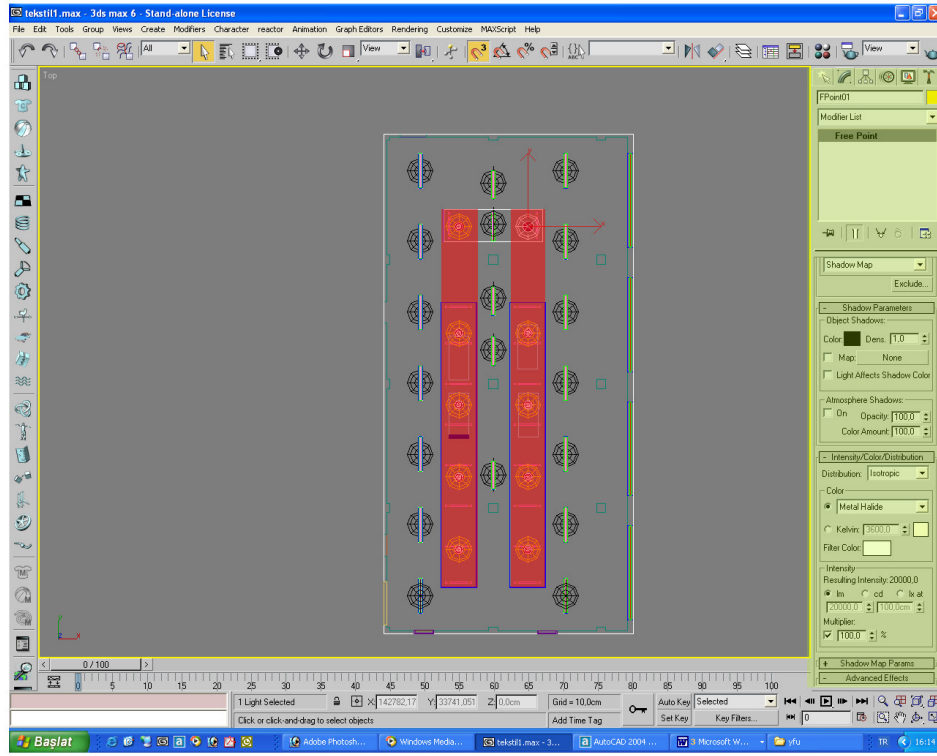 tekstil1.max - 3ds max 6 - Stand-alone License
File Edit Tools Group Views Create Modifiers Character reactor Animation Graph Editors Rendering Customize MAXScript Help
All View View
Top
FPoint01
Modifier List
Free Point
Shadow Map
Exclude...
- Shadow Parameters
Object Shadows:
Color: Dens. 1,0
Map: None
Light Affects Shadow Color
Atmosphere Shadows:
On Opacity: 100,0
Color Amount: 100,0
- Intensity/Color/Distribution
Distribution: Isotropic
Color
Metal Halide
Kelvin: 3600,0
Filter Color:
Intensity
Resulting Intensity: 20000,0
lm cd lx at
20000,0 100,0cm
Multiplier:
100,0 %
+ Shadow Map Params
- Advanced Effects
0 / 100
0 5 10 15 20 25 30 35 40 45 50 55 60 65 70 75 80 85 90 95 100
1 Light Selected X: 142782,17 Y: 33741,051 Z: 0,0cm Grid = 10,0cm Auto Key Selected
Click or click-and-drag to select objects Add Time Tag Set Key Key Filters... 0
Başlat Adobe Photosh... Windows Media... tekstil1.max - 3... AutoCAD 2004 ... 3 Microsoft W... yfu TR 16:14